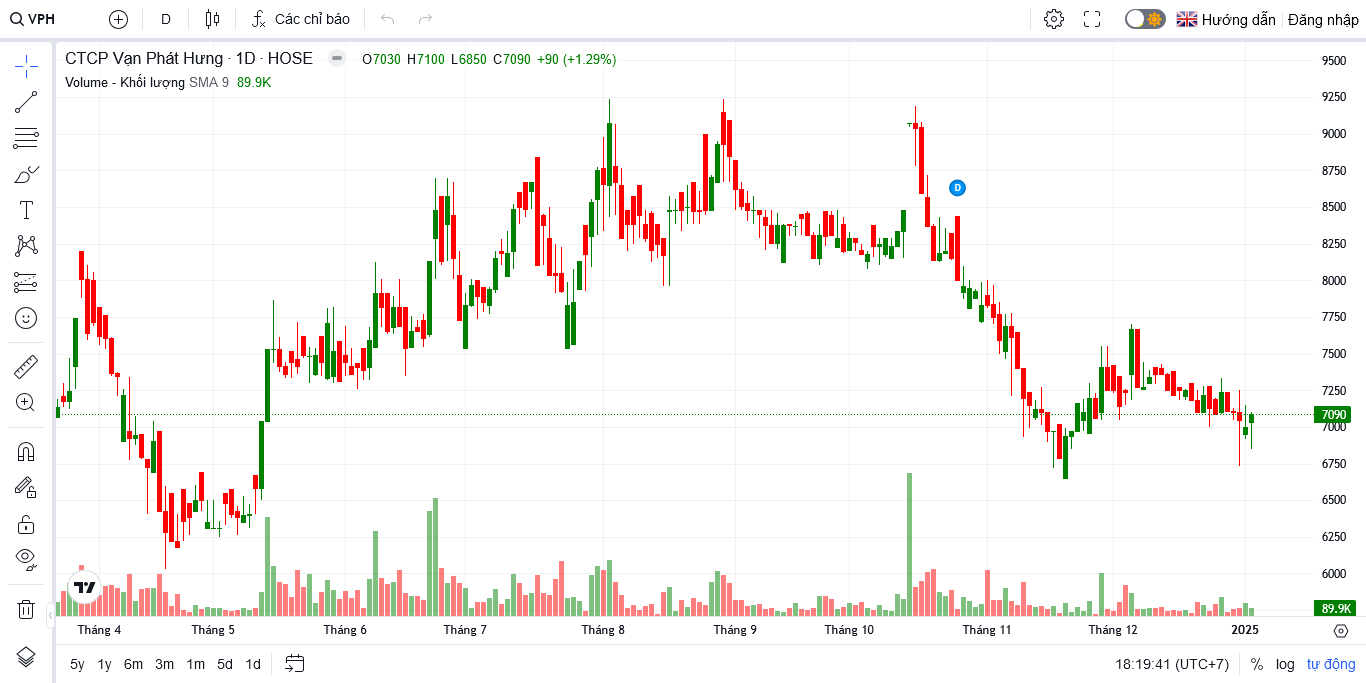 VPH D Các chỉ báo Hướng dẫn Đăng nhập
CTCP Vạn Phát Hưng · 1D · HOSE O7030 H7100 L6850 C7090 +90 (+1.29%)
Volume - Khối lượng SMA 9 89.9K
D
9500
9250
9000
8750
8500
8250
8000
7750
7500
7250
7090
7000
6750
6500
6250
6000
89.9K
Tháng 4 Tháng 5 Tháng 6 Tháng 7 Tháng 8 Tháng 9 Tháng 10 Tháng 11 Tháng 12 2025
5y 1y 6m 3m 1m 5d 1d 18:19:41 (UTC+7) % log tự động